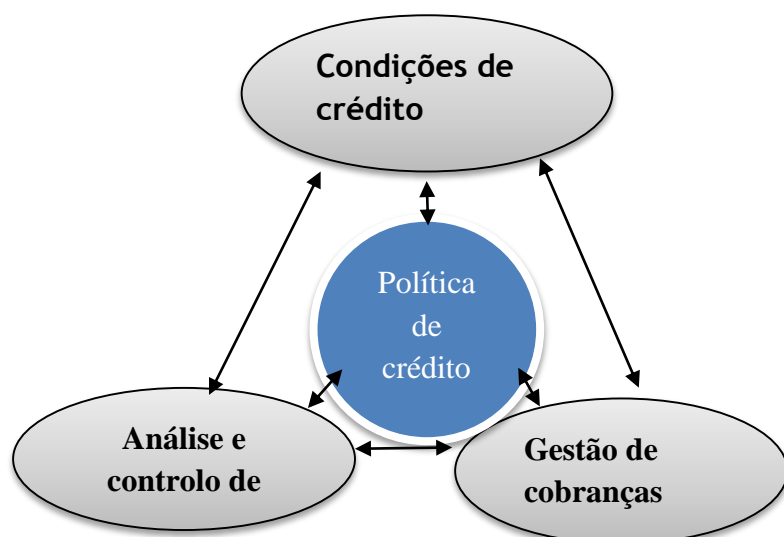 Condições de
crédito
Política
de
crédito
Análise e
controlo de
Gestão de
cobranças